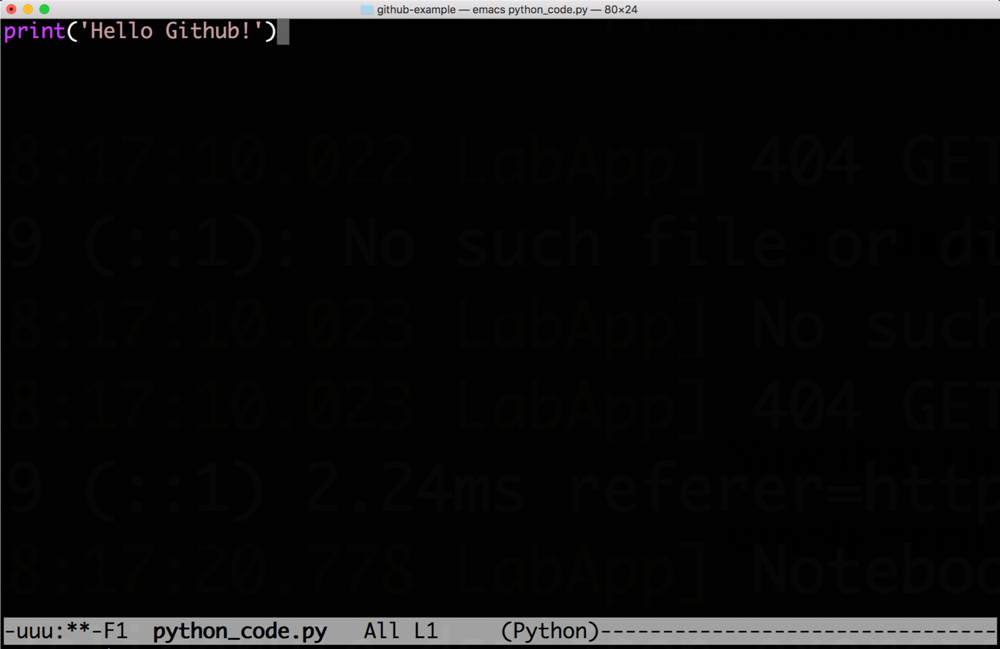 github-example — emacs python_code.py — 80×24
print('Hello Github!')
8:17:10.022 LabApp] 404 GET
19 (::1): No such file or di
8:17:10.023 LabApp] No such
8:17:10.023 LabApp] 404 GET
19 (::1) 2.24ms referer=http
8:17:20.778 LabApp] Noteboo
-uuu:**-F1 python_code.py All L1 (Python)--------------------------------